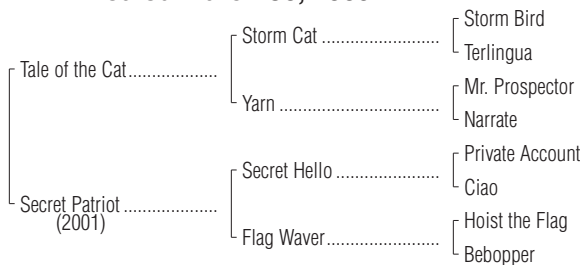 Storm Bird
Storm Cat
Terlingua
Tale of the Cat
Mr. Prospector
Yarn
Narrate
Private Account
Secret Hello
Ciao
Secret Patriot
(2001)
Hoist the Flag
Flag Waver
Bebopper